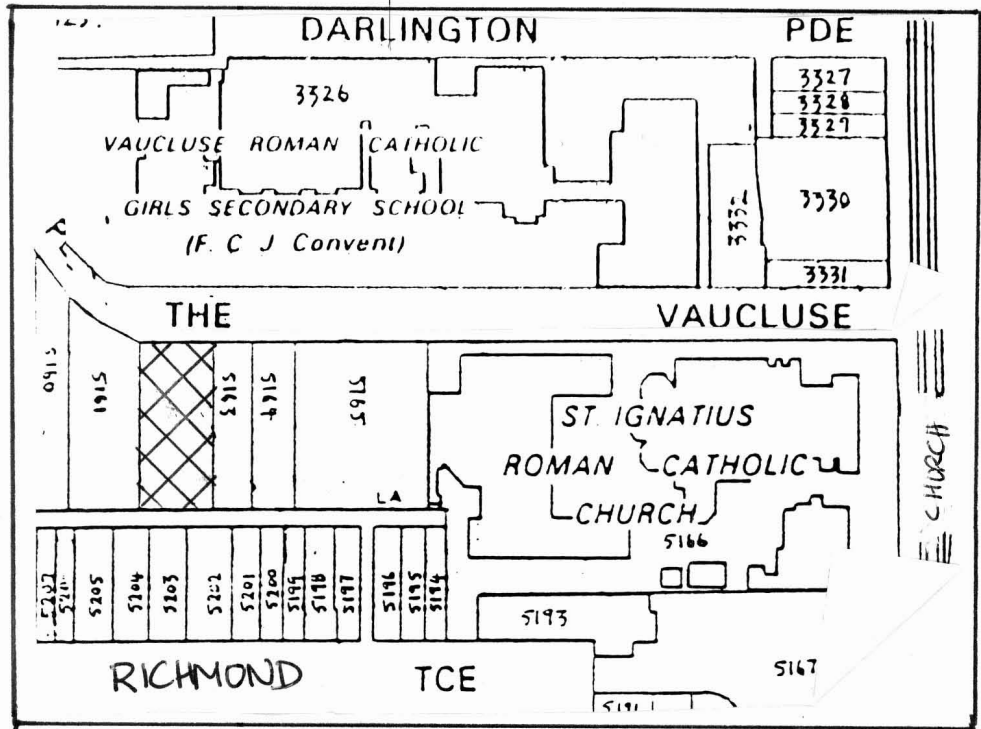 DARLINGTON PDE
3326
3327
3328
3327
VAUCLUSE ROMAN CATHOLIC
GIRLS SECONDARY SCHOOL
(F. C J Convent)
3332
3330
3331
THE VAUCLUSE
5160
5161
5163
5164
5165
LA
ST. IGNATIUS
ROMAN CATHOLIC
CHURCH
5166
CHURCH
5205
5204
5203
5202
5201
5200
5199
5198
5197
5196
5195
5194
5193
5167
5191
RICHMOND TCE